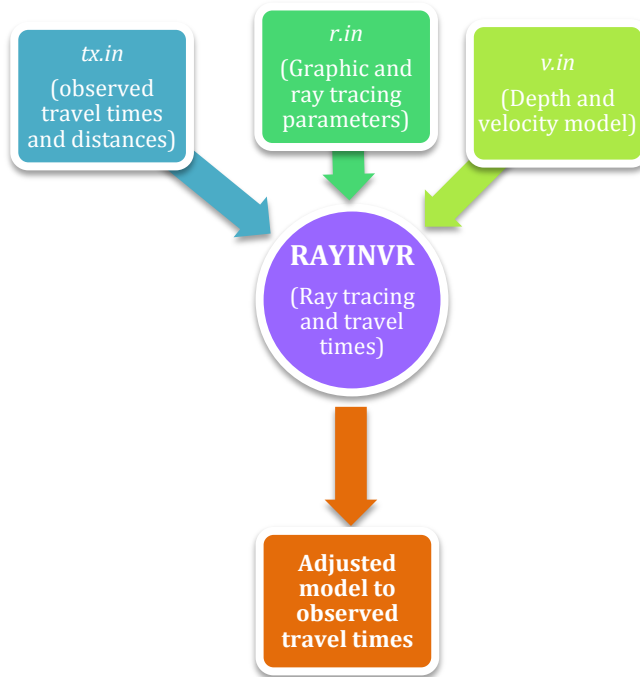 tx.in
(observed
travel times
and distances)
r.in
(Graphic and
ray tracing
parameters)
v.in
(Depth and
velocity model)
RAYINVR
(Ray tracing
and travel
times)
Adjusted
model to
observed
travel times